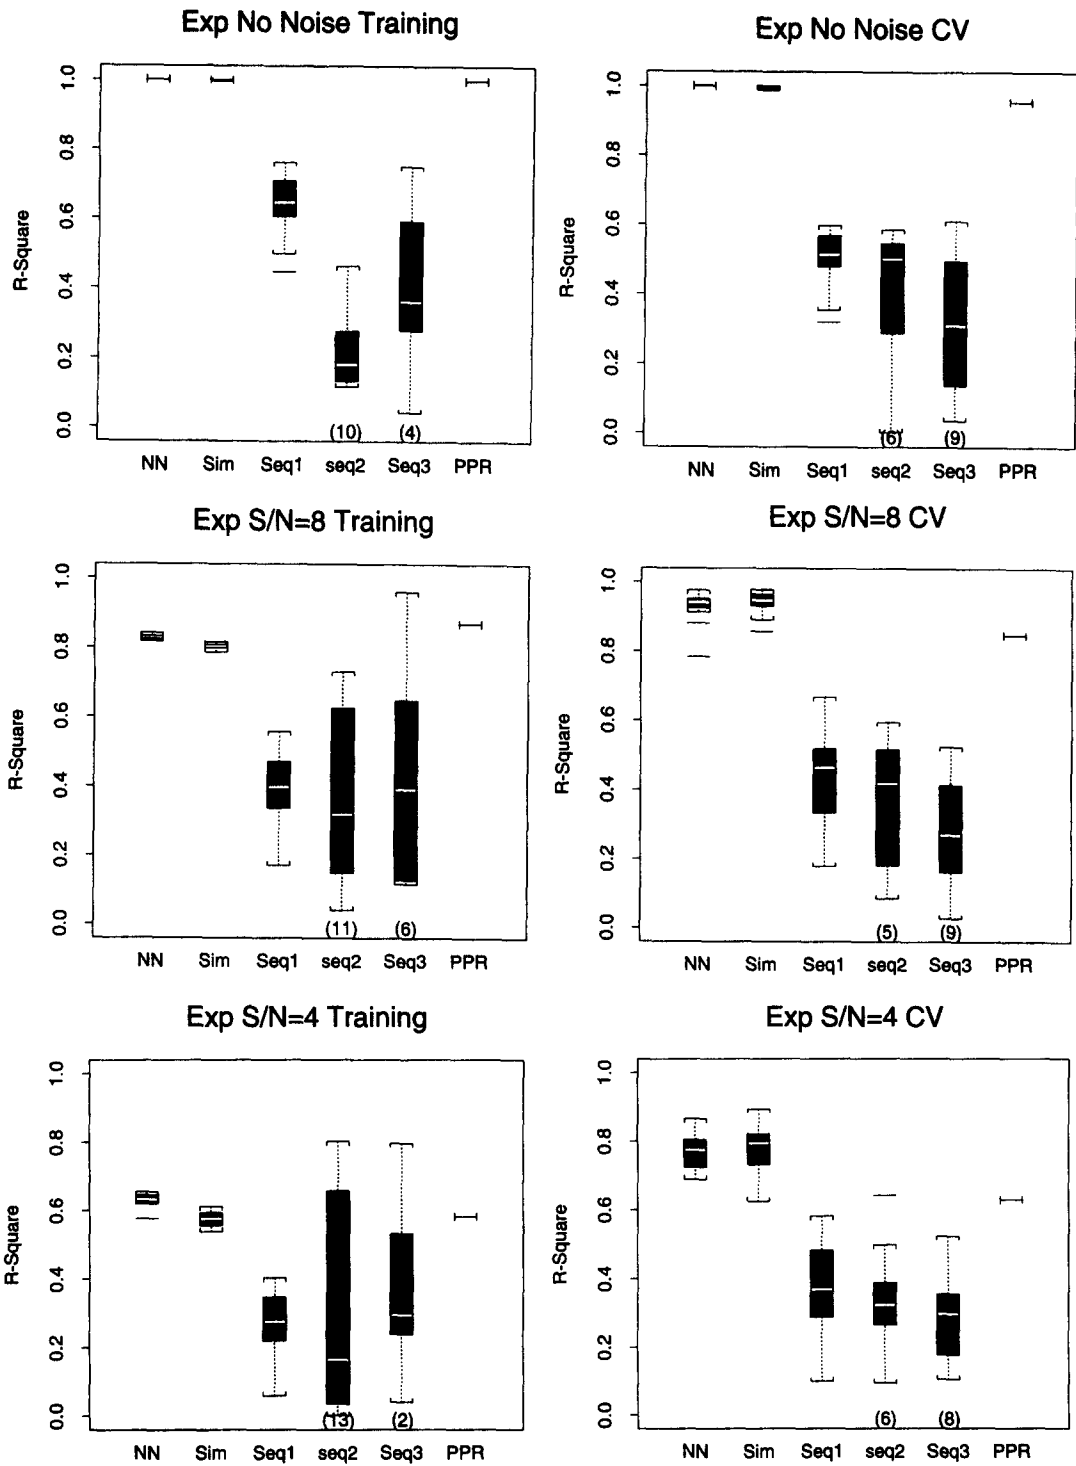 Exp No Noise Training
R-Square
1.0
0.8
0.6
0.4
0.2
0.0
(10)
(4)
NN Sim Seq1 seq2 Seq3 PPR
Exp No Noise CV
R-Square
1.0
0.8
0.6
0.4
0.2
0.0
(6)
(9)
NN Sim Seq1 seq2 Seq3 PPR
Exp S/N=8 Training
R-Square
1.0
0.8
0.6
0.4
0.2
0.0
(11)
(6)
NN Sim Seq1 seq2 Seq3 PPR
Exp S/N=8 CV
R-Square
1.0
0.8
0.6
0.4
0.2
0.0
(5)
(9)
NN Sim Seq1 seq2 Seq3 PPR
Exp S/N=4 Training
R-Square
1.0
0.8
0.6
0.4
0.2
0.0
(13)
(2)
NN Sim Seq1 seq2 Seq3 PPR
Exp S/N=4 CV
R-Square
1.0
0.8
0.6
0.4
0.2
0.0
(6)
(8)
NN Sim Seq1 seq2 Seq3 PPR